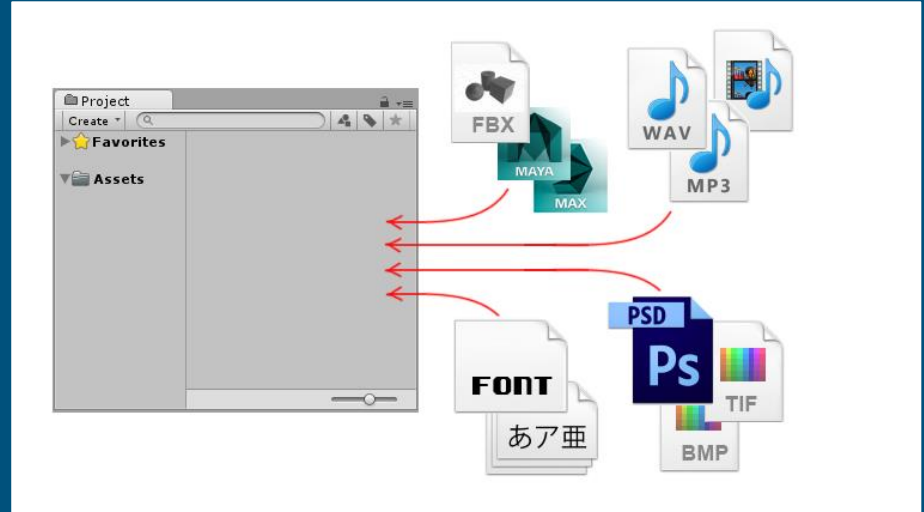 Project
Create
Favorites
Assets
FBX
MAYA
MAX
WAV
MP3
FONT
あア亜
PSD
Ps
TIF
BMP